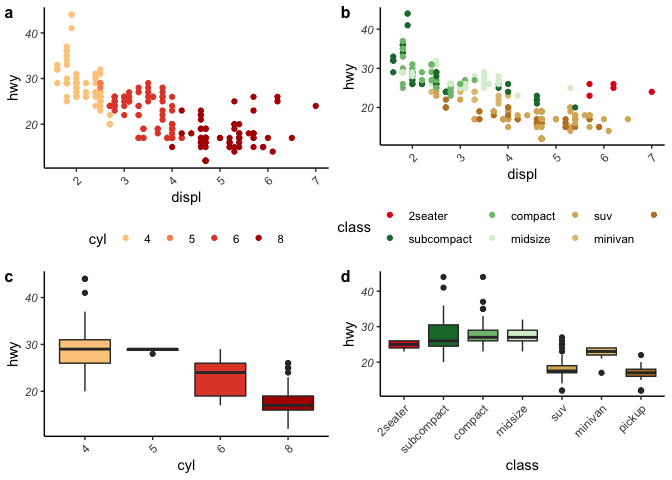 a
hwy
40
30
20
2 3 4 5 6 7
displ
cyl 4 5 6 8
b
hwy
40
30
20
2 3 4 5 6 7
displ
class 2seater compact suv
subcompact midsize minivan
c
hwy
40
30
20
4 5 6 8
cyl
d
hwy
40
30
20
2seater subcompact compact midsize suv minivan pickup
class